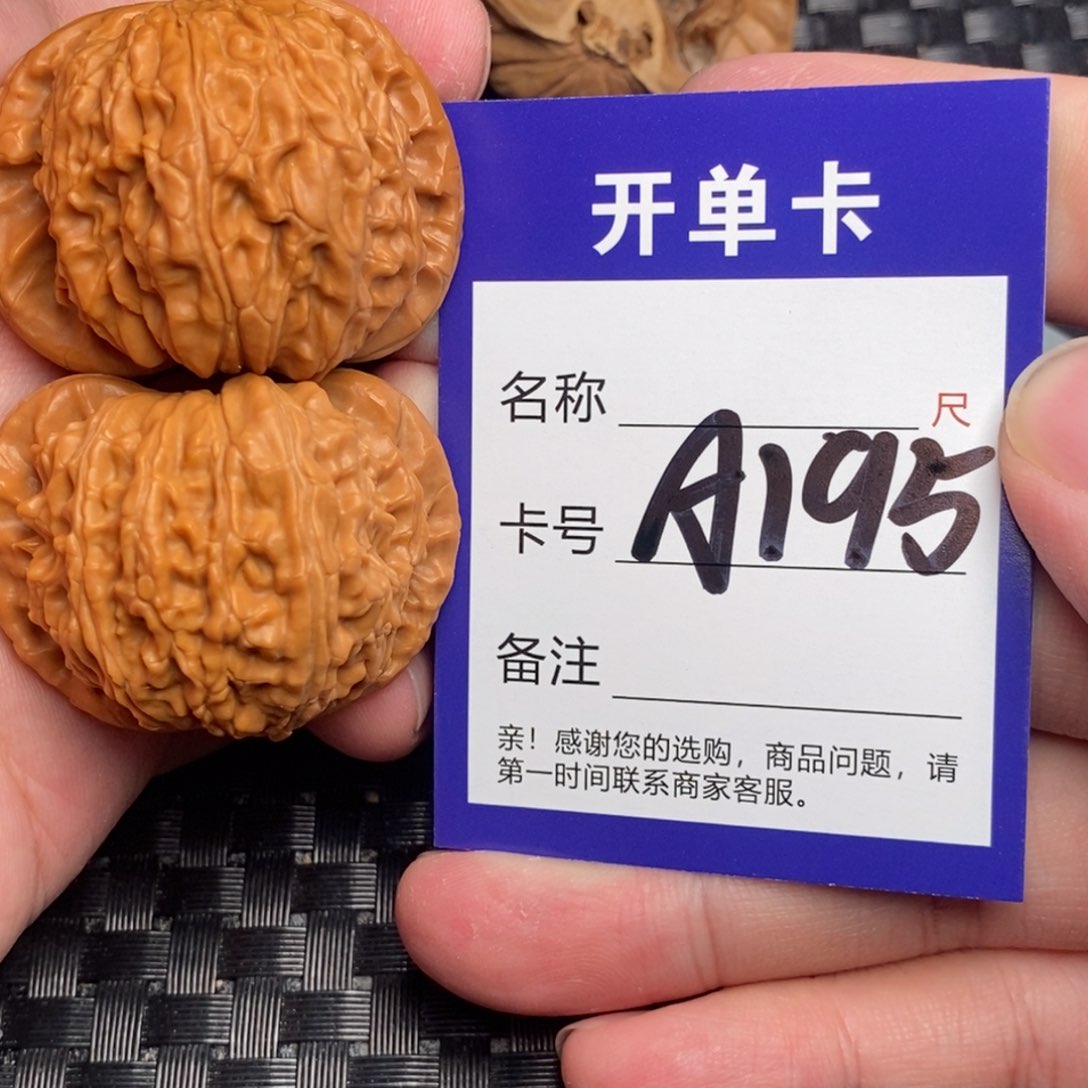 开单卡
名称 尺
卡号 A195
备注
亲！感谢您的选购，商品问题，请
第一时间联系商家客服。